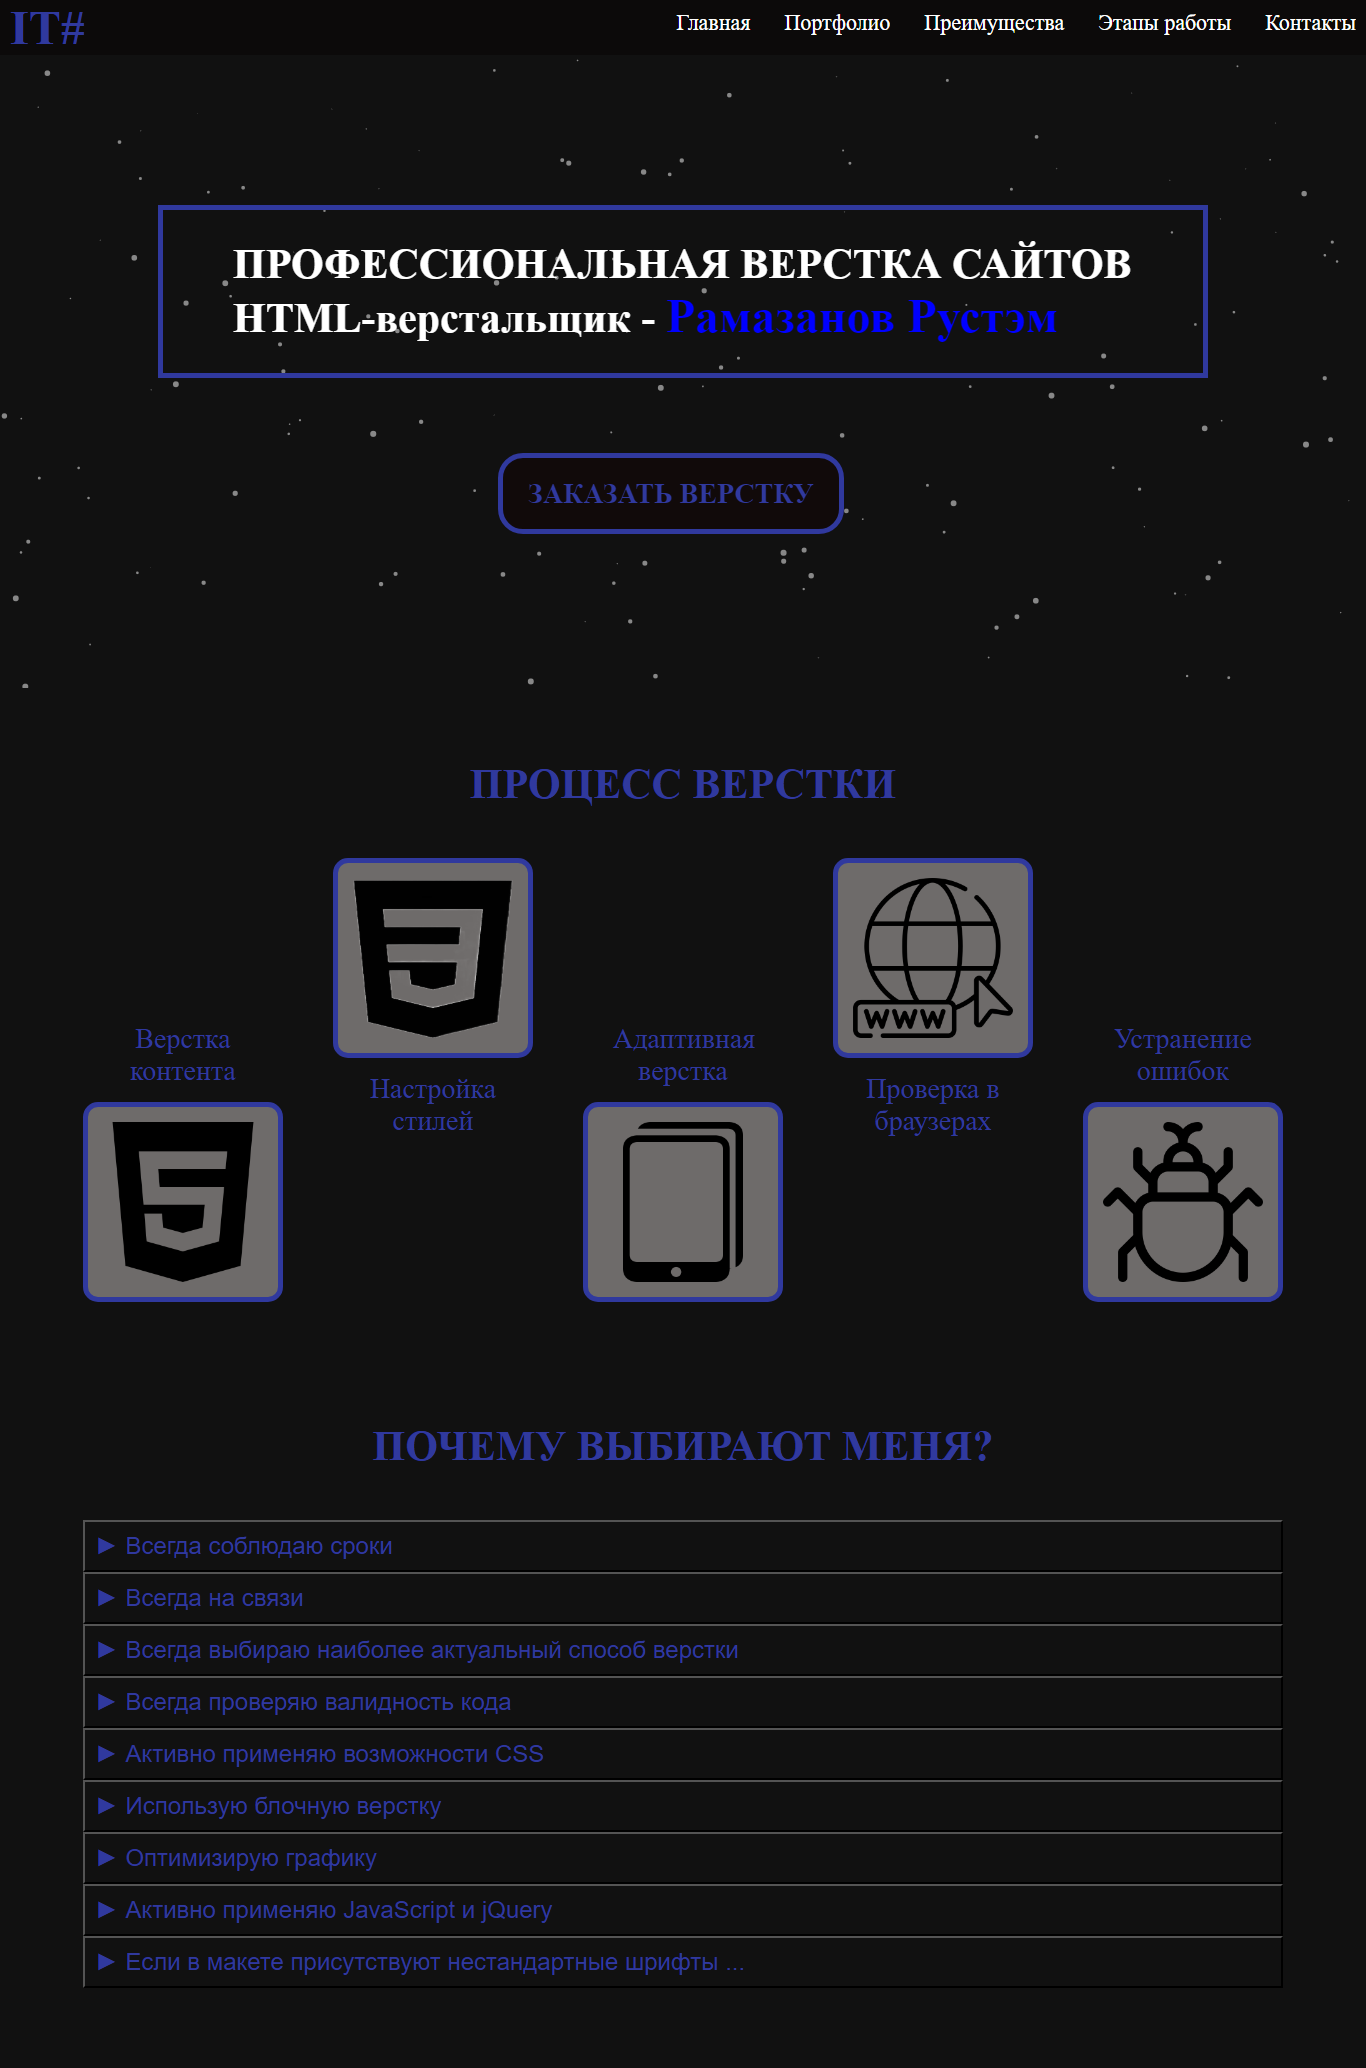 IT#
Главная Портфолио Преимущества Этапы работы Контакты
ПРОФЕССИОНАЛЬНАЯ ВЕРСТКА САЙТОВ
HTML-верстальщик - Рамазанов Рустэм
ЗАКАЗАТЬ ВЕРСТКУ
ПРОЦЕСС ВЕРСТКИ
Верстка
контента
Настройка
стилей
Адаптивная
верстка
WWW
Проверка в
браузерах
Устранение
ошибок
ПОЧЕМУ ВЫБИРАЮТ МЕНЯ?
► Всегда соблюдаю сроки
► Всегда на связи
► Всегда выбираю наиболее актуальный способ верстки
► Всегда проверяю валидность кода
► Активно применяю возможности CSS
► Использую блочную верстку
► Оптимизирую графику
► Активно применяю JavaScript и jQuery
► Если в макете присутствуют нестандартные шрифты ...